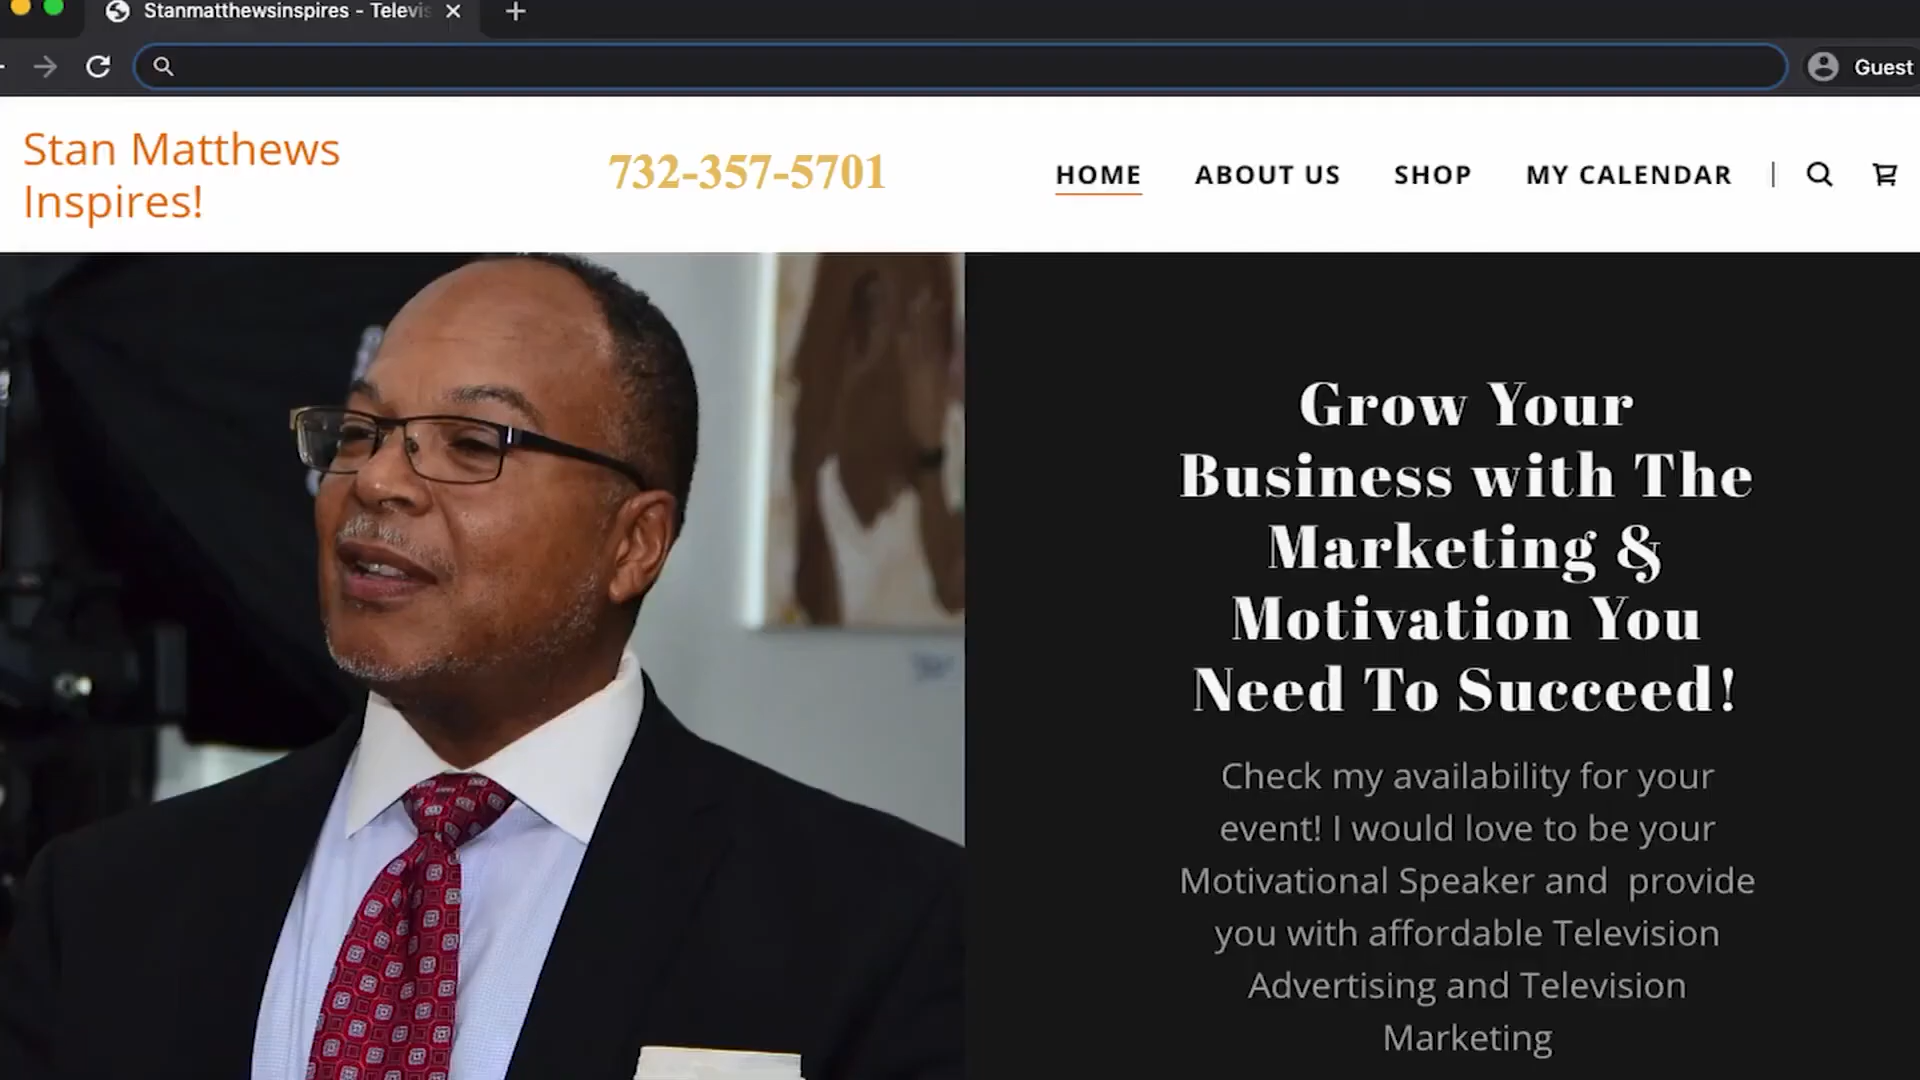 Stanmatthewsinspires - Televis
Guest
Stan Matthews
Inspires!
732-357-5701
HOME
ABOUT US
SHOP
MY CALENDAR
Grow Your
Business with The
Marketing &
Motivation You
Need To Succeed!
Check my availability for your
event! I would love to be your
Motivational Speaker and provide
you with affordable Television
Advertising and Television
Marketing